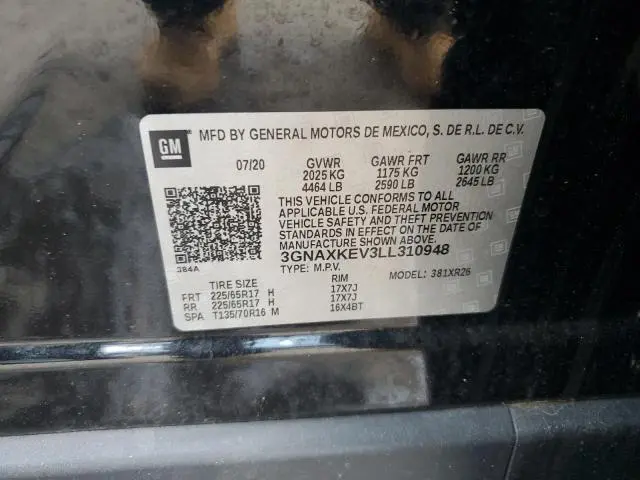 GM
MFD BY GENERAL MOTORS DE MEXICO, S. DE R.L. DE C.V.
07/20 GVWR GAWR FRT GAWR RR
2025 KG 1175 KG 1200 KG
4464 LB 2590 LB 2645 LB
THIS VEHICLE CONFORMS TO ALL
APPLICABLE U.S. FEDERAL MOTOR
VEHICLE SAFETY AND THEFT PREVENTION
STANDARDS IN EFFECT ON THE DATE OF
MANUFACTURE SHOWN ABOVE.
384A
3GNAXKEV3LL310948
TYPE: M.P.V. MODEL: 381XR26
TIRE SIZE RIM
FRT 225/65R17 H 17X7J
RR 225/65R17 H 17X7J
SPA T135/70R16 M 16X4BT